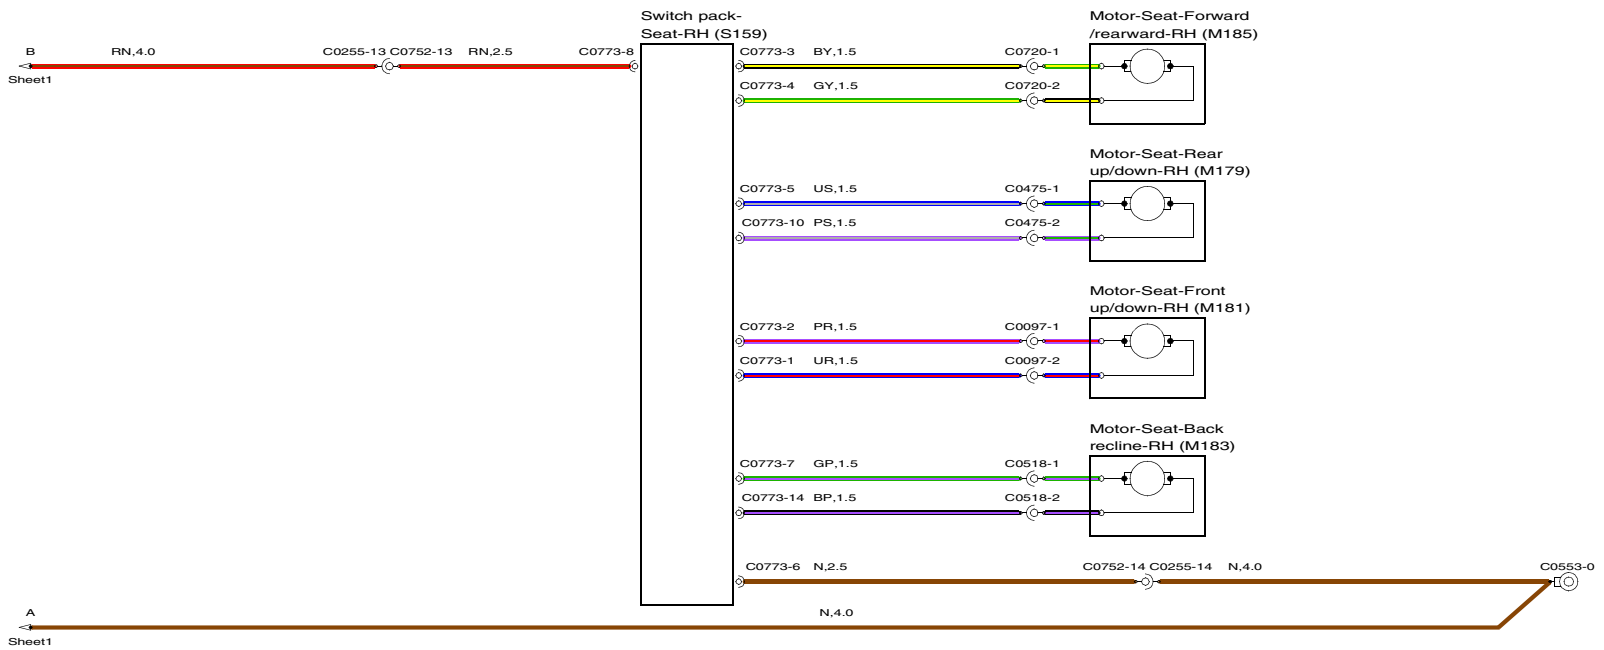 Switch pack-
Seat-RH (S159)
Motor-Seat-Forward
/rearward-RH (M185)
B
RN,4.0
C0255-13 C0752-13
RN,2.5
C0773-8
C0773-3
BY,1.5
C0720-1
Sheet1
C0773-4
GY,1.5
C0720-2
Motor-Seat-Rear
up/down-RH (M179)
C0773-5
US,1.5
C0475-1
C0773-10
PS,1.5
C0475-2
Motor-Seat-Front
up/down-RH (M181)
C0773-2
PR,1.5
C0097-1
C0773-1
UR,1.5
C0097-2
Motor-Seat-Back
recline-RH (M183)
C0773-7
GP,1.5
C0518-1
C0773-14
BP,1.5
C0518-2
C0773-6
N,2.5
C0752-14 C0255-14
N,4.0
C0553-0
A
N,4.0
Sheet1